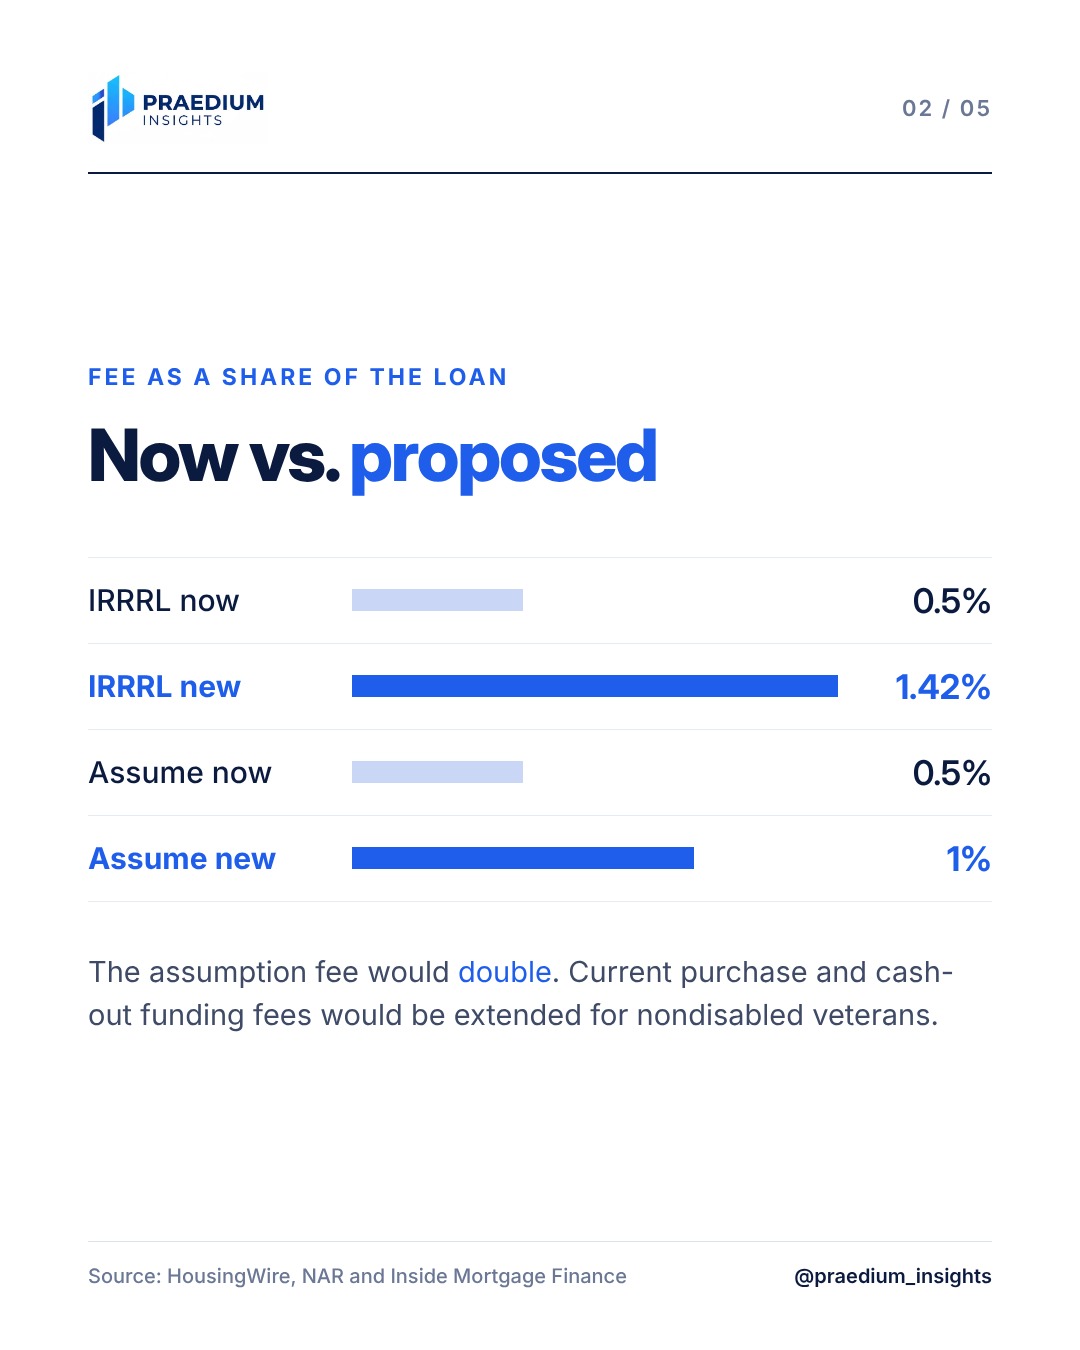 PRAEDIUM
INSIGHTS
02 / 05
FEE AS A SHARE OF THE LOAN
Now vs. proposed
IRRRL now 0.5%
IRRRL new 1.42%
Assume now 0.5%
Assume new 1%
The assumption fee would double. Current purchase and cash-
out funding fees would be extended for nondisabled veterans.
Source: HousingWire, NAR and Inside Mortgage Finance
@praedium_insights